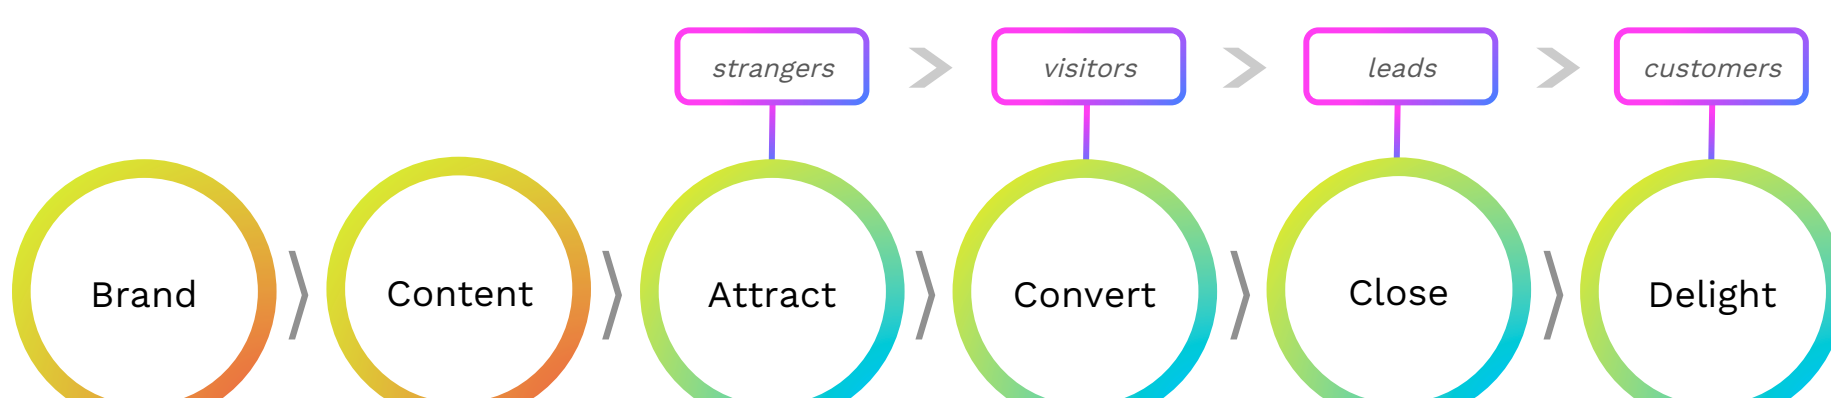 strangers
visitors
leads
customers
Brand
Content
Attract
Convert
Close
Delight